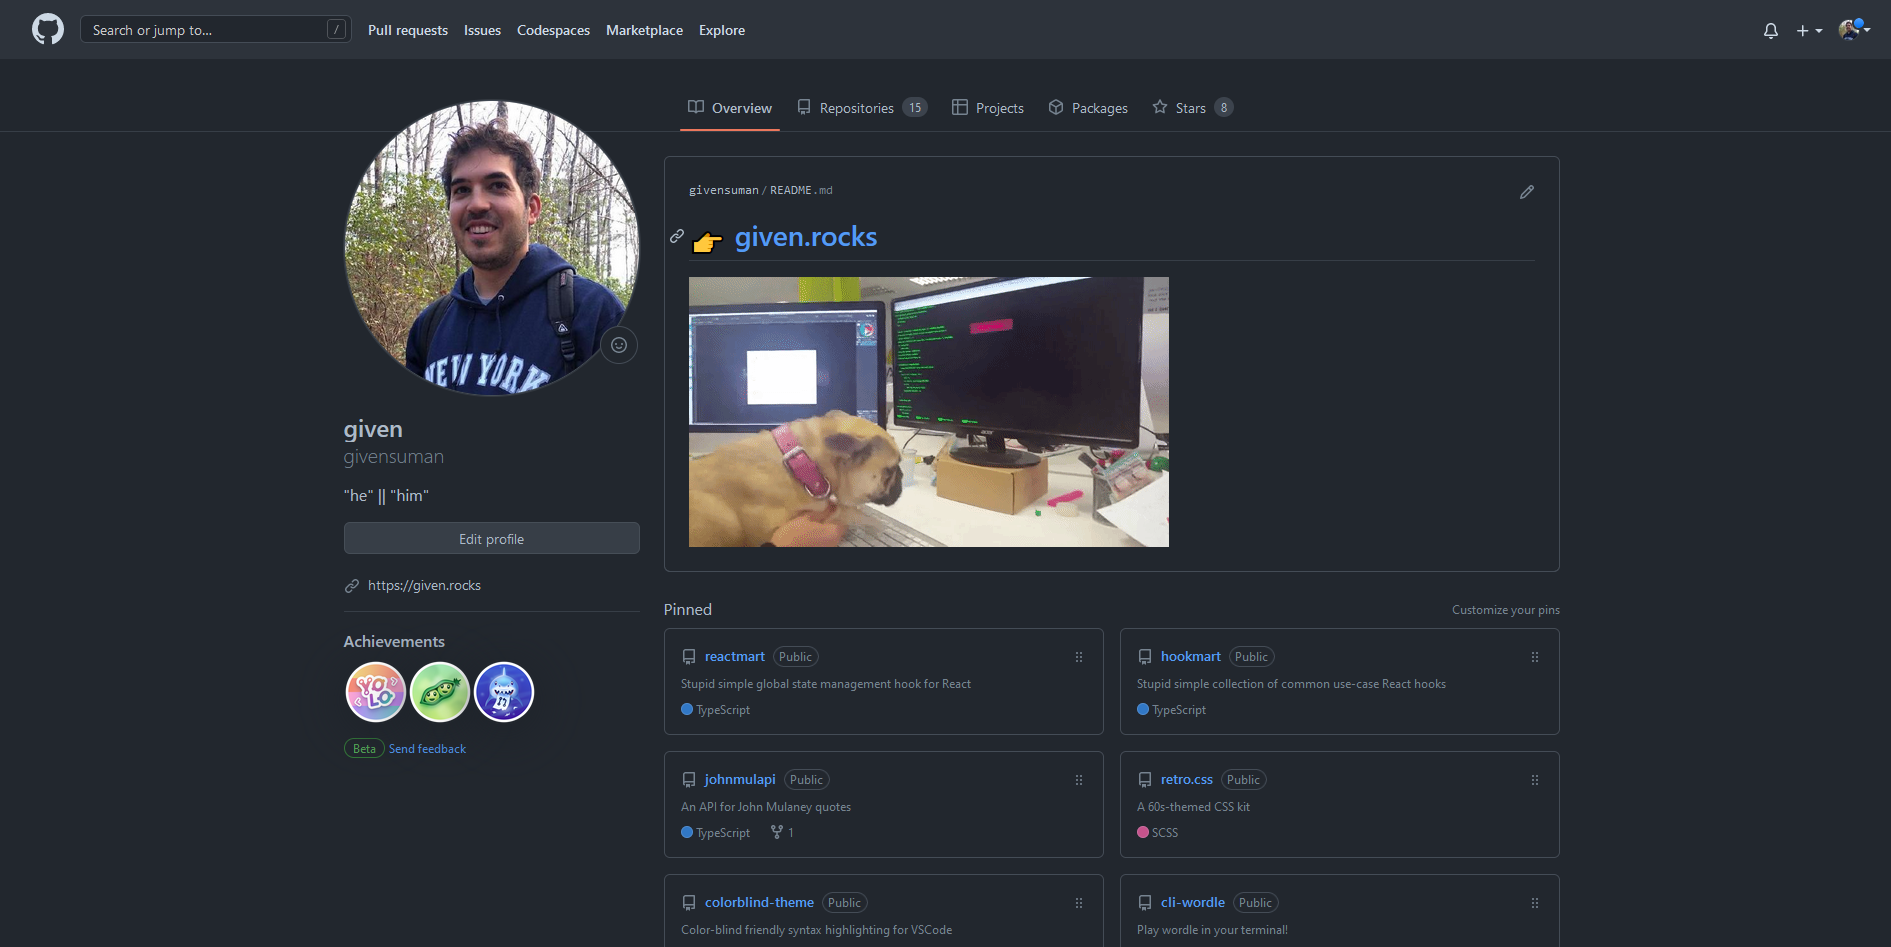 Search or jump to... /
Pull requests Issues Codespaces Marketplace Explore
Overview Repositories 15 Projects Packages Stars 8
NEW YORK
given
givensuman
"he" || "him"
Edit profile
https://given.rocks
Achievements
YOLO
Beta Send feedback
givensuman/README.md
👉 given.rocks
Pinned Customize your pins
reactmart Public
Stupid simple global state management hook for React
TypeScript
hookmart Public
Stupid simple collection of common use-case React hooks
TypeScript
johnmulapi Public
An API for John Mulaney quotes
TypeScript 1
retro.css Public
A 60s-themed CSS kit
SCSS
colorblind-theme Public
Color-blind friendly syntax highlighting for VSCode
cli-wordle Public
Play wordle in your terminal!